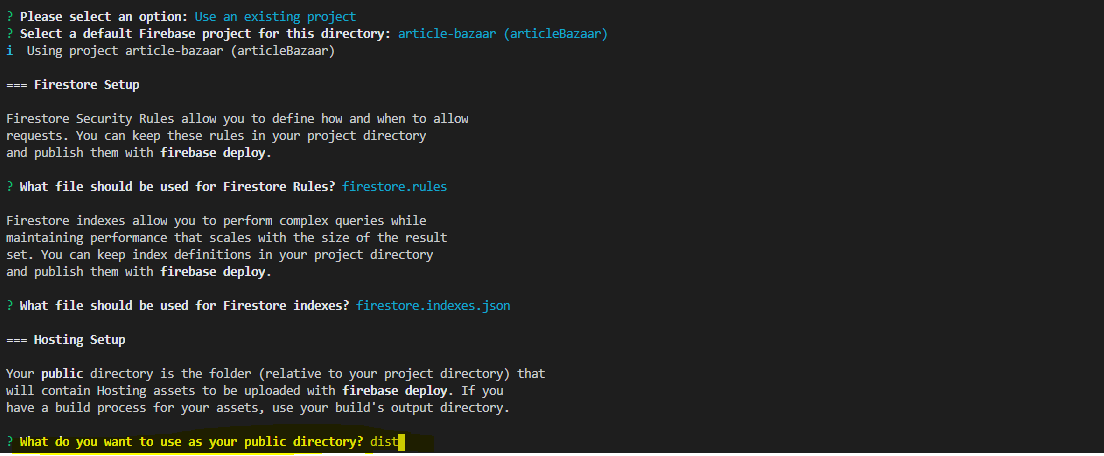 ? Please select an option: Use an existing project
? Select a default Firebase project for this directory: article-bazaar (articleBazaar)
i  Using project article-bazaar (articleBazaar)
=== Firestore Setup
Firestore Security Rules allow you to define how and when to allow
requests. You can keep these rules in your project directory
and publish them with firebase deploy.
? What file should be used for Firestore Rules? firestore.rules
Firestore indexes allow you to perform complex queries while
maintaining performance that scales with the size of the result
set. You can keep index definitions in your project directory
and publish them with firebase deploy.
? What file should be used for Firestore indexes? firestore.indexes.json
=== Hosting Setup
Your public directory is the folder (relative to your project directory) that
will contain Hosting assets to be uploaded with firebase deploy. If you
have a build process for your assets, use your build's output directory.
? What do you want to use as your public directory? dist